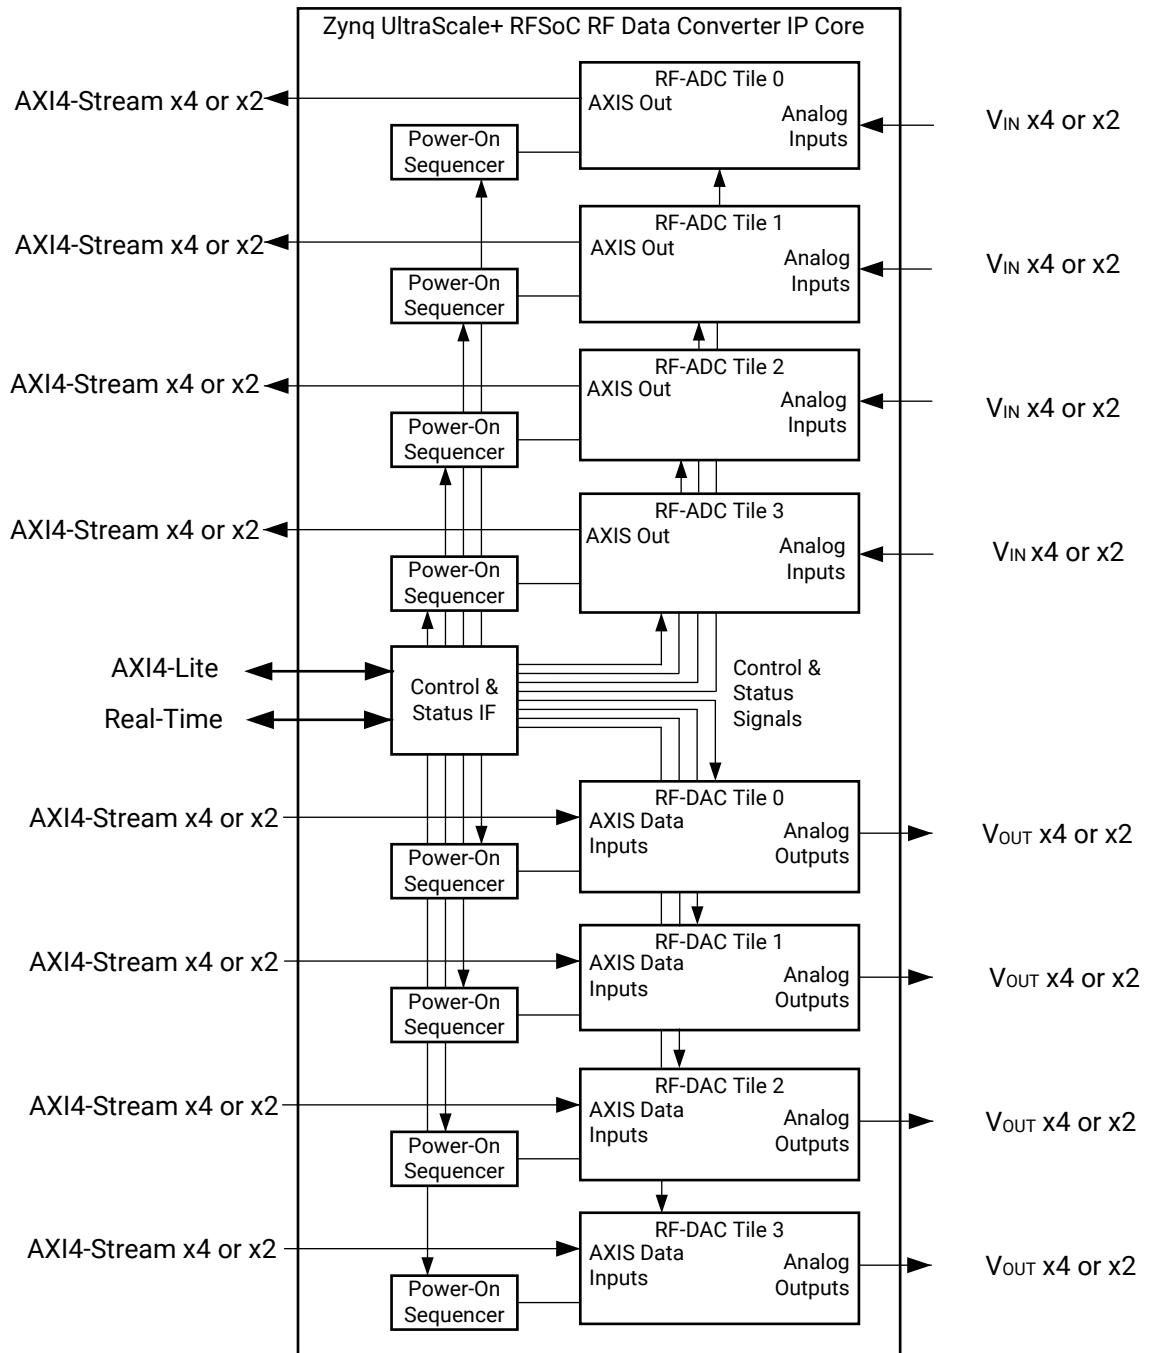 Zynq UltraScale+ RFSoC RF Data Converter IP Core
AXI4-Stream x4 or x2
RF-ADC Tile 0
AXIS Out
Analog
Inputs
VIN x4 or x2
Power-On
Sequencer
AXI4-Stream x4 or x2
RF-ADC Tile 1
AXIS Out
Analog
Inputs
VIN x4 or x2
Power-On
Sequencer
AXI4-Stream x4 or x2
RF-ADC Tile 2
AXIS Out
Analog
Inputs
VIN x4 or x2
Power-On
Sequencer
AXI4-Stream x4 or x2
RF-ADC Tile 3
AXIS Out
Analog
Inputs
VIN x4 or x2
Power-On
Sequencer
AXI4-Lite
Real-Time
Control &
Status IF
Control &
Status
Signals
AXI4-Stream x4 or x2
RF-DAC Tile 0
AXIS Data
Inputs
Analog
Outputs
VOUT x4 or x2
Power-On
Sequencer
AXI4-Stream x4 or x2
RF-DAC Tile 1
AXIS Data
Inputs
Analog
Outputs
VOUT x4 or x2
Power-On
Sequencer
AXI4-Stream x4 or x2
RF-DAC Tile 2
AXIS Data
Inputs
Analog
Outputs
VOUT x4 or x2
Power-On
Sequencer
AXI4-Stream x4 or x2
RF-DAC Tile 3
AXIS Data
Inputs
Analog
Outputs
VOUT x4 or x2
Power-On
Sequencer